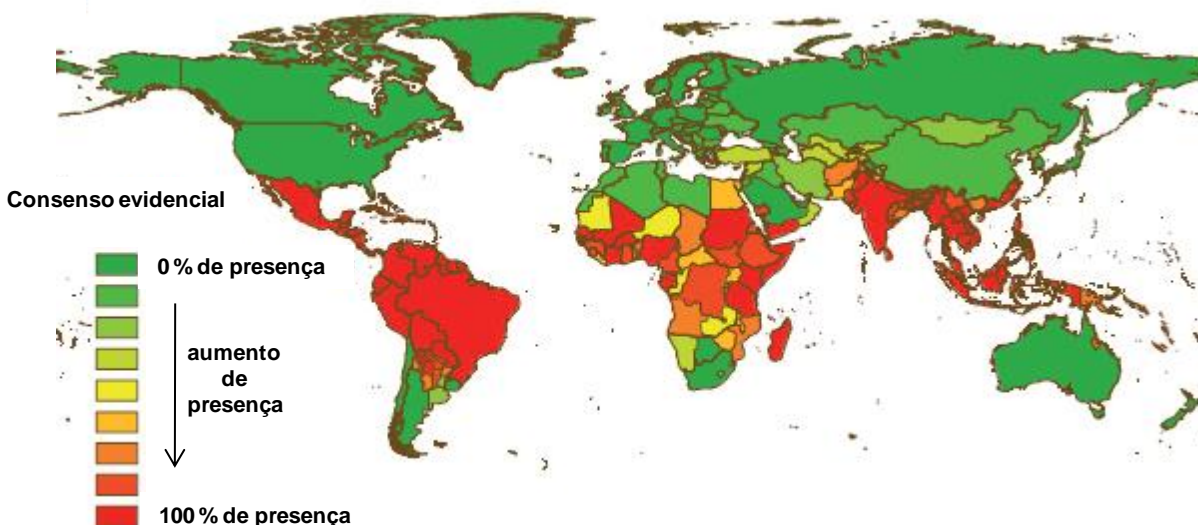 Consenso evidencial
0 % de presença
aumento
de
presença
100 % de presença